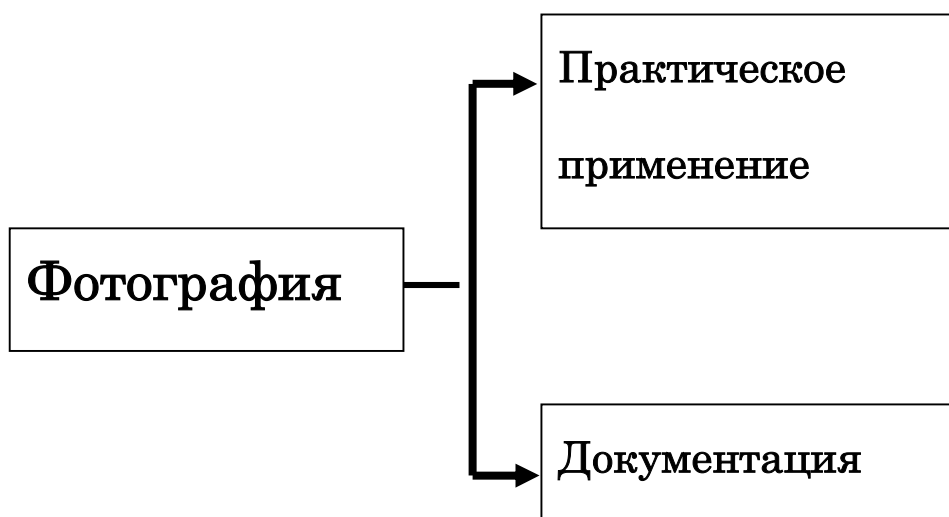 Практическое
применение
Фотография
Документация